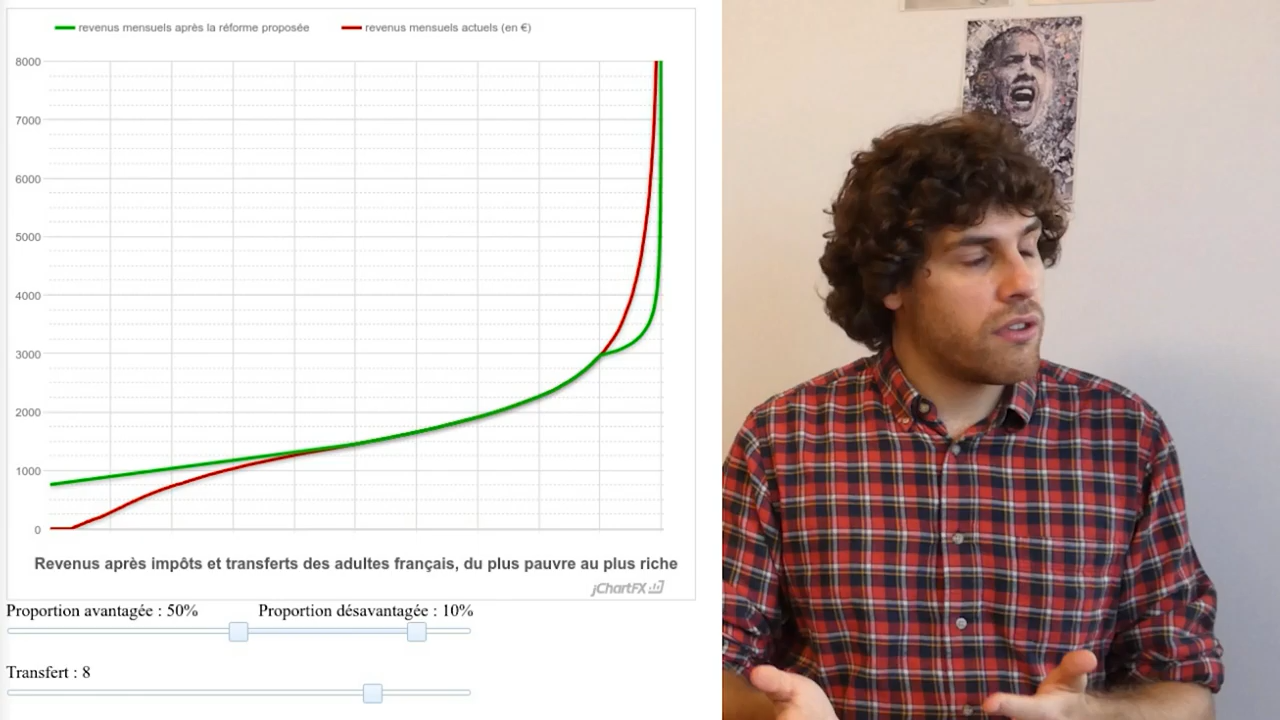 revenus mensuels après la réforme proposée
revenus mensuels actuels (en €)
8000
7000
6000
5000
4000
3000
2000
1000
0
Revenus après impôts et transferts des adultes français, du plus pauvre au plus riche
jChartFX
Proportion avantagée : 50%
Proportion désavantagée : 10%
Transfert : 8